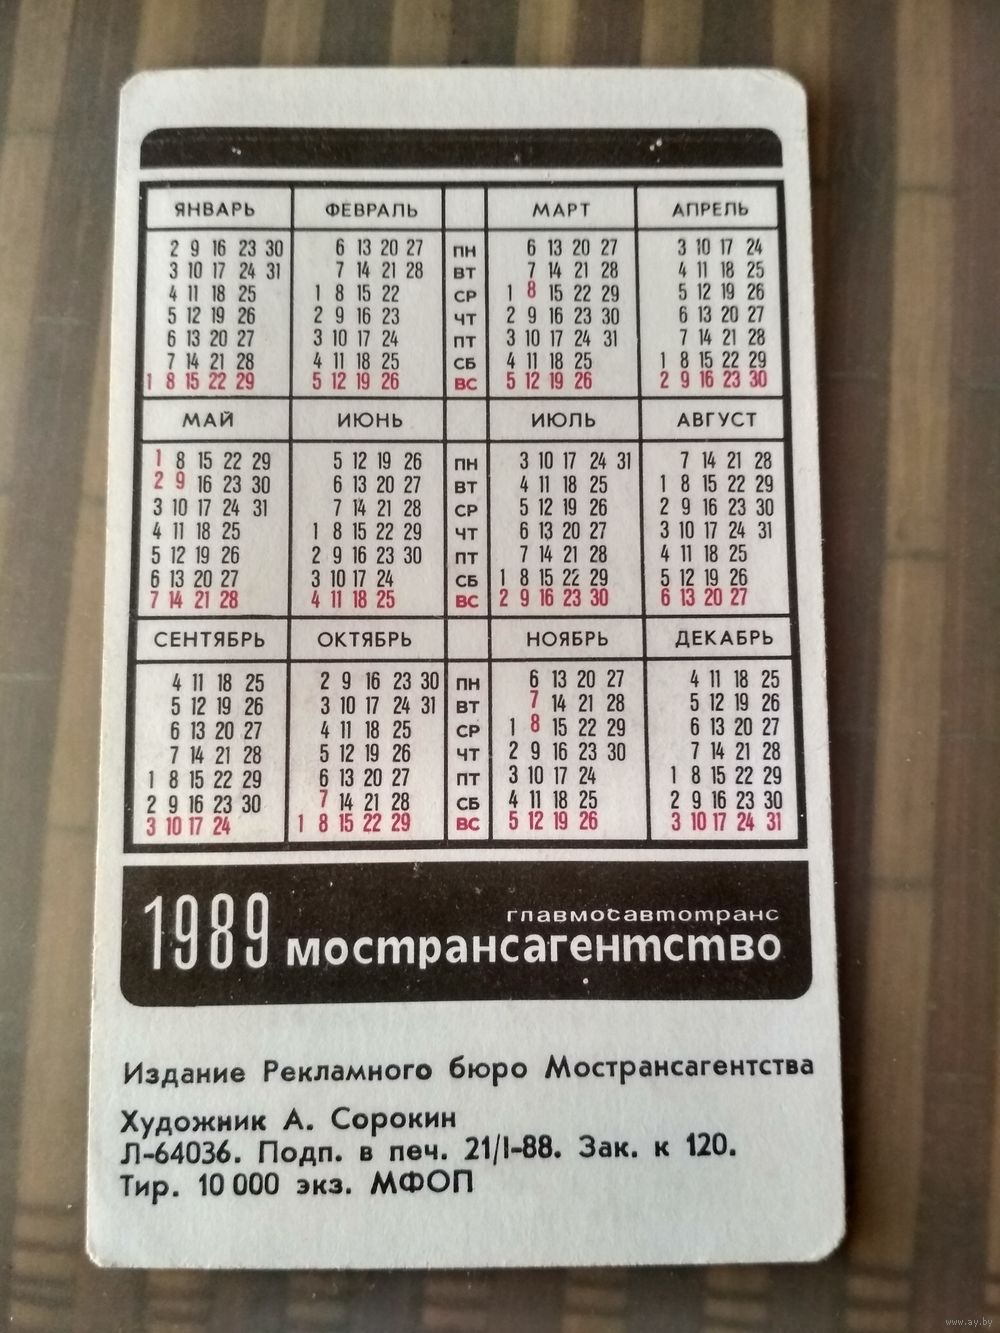 ЯНВАРЬ ФЕВРАЛЬ МАРТ АПРЕЛЬ
2 9 16 23 30 6 13 20 27 ПН 6 13 20 27 3 10 17 24
3 10 17 24 31 7 14 21 28 ВТ 7 14 21 28 4 11 18 25
4 11 18 25 1 8 15 22 СР 1 8 15 22 29 5 12 19 26
5 12 19 26 2 9 16 23 ЧТ 2 9 16 23 30 6 13 20 27
6 13 20 27 3 10 17 24 ПТ 3 10 17 24 31 7 14 21 28
7 14 21 28 4 11 18 25 СБ 4 11 18 25 1 8 15 22 29
1 8 15 22 29 5 12 19 26 ВС 5 12 19 26 2 9 16 23 30
МАЙ ИЮНЬ ИЮЛЬ АВГУСТ
1 8 15 22 29 5 12 19 26 ПН 3 10 17 24 31 7 14 21 28
2 9 16 23 30 6 13 20 27 ВТ 4 11 18 25 1 8 15 22 29
3 10 17 24 31 7 14 21 28 СР 5 12 19 26 2 9 16 23 30
4 11 18 25 1 8 15 22 29 ЧТ 6 13 20 27 3 10 17 24 31
5 12 19 26 2 9 16 23 30 ПТ 7 14 21 28 4 11 18 25
6 13 20 27 3 10 17 24 СБ 1 8 15 22 29 5 12 19 26
7 14 21 28 4 11 18 25 ВС 2 9 16 23 30 6 13 20 27
СЕНТЯБРЬ ОКТЯБРЬ НОЯБРЬ ДЕКАБРЬ
4 11 18 25 2 9 16 23 30 ПН 6 13 20 27 4 11 18 25
5 12 19 26 3 10 17 24 31 ВТ 7 14 21 28 5 12 19 26
6 13 20 27 4 11 18 25 СР 1 8 15 22 29 6 13 20 27
7 14 21 28 5 12 19 26 ЧТ 2 9 16 23 30 7 14 21 28
1 8 15 22 29 6 13 20 27 ПТ 3 10 17 24 1 8 15 22 29
2 9 16 23 30 7 14 21 28 СБ 4 11 18 25 2 9 16 23 30
3 10 17 24 1 8 15 22 29 ВС 5 12 19 26 3 10 17 24 31
главмосавтотранс
1989 мострансагентство
Издание Рекламного бюро Мострансагентства
Художник А. Сорокин
Л-64036. Подп. в печ. 21/I-88. Зак. к 120.
Тир. 10 000 экз. МФОП
www.ay.by